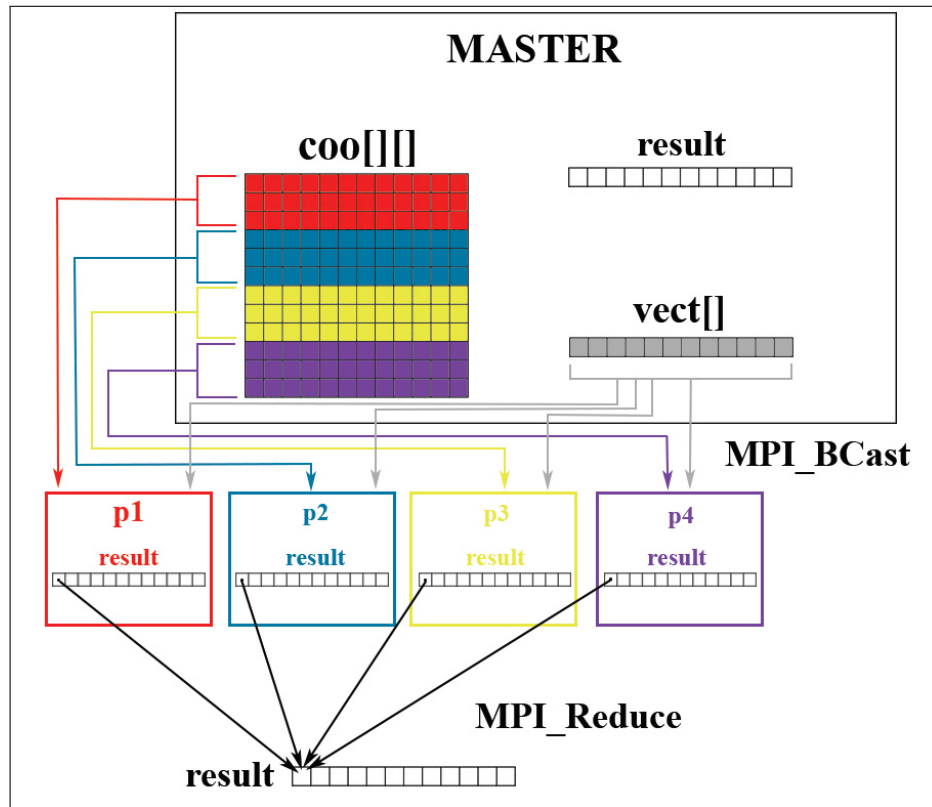 MASTER
coo[][]
result
vect[]
MPI_BCast
p1
result
p2
result
p3
result
p4
result
MPI_Reduce
result